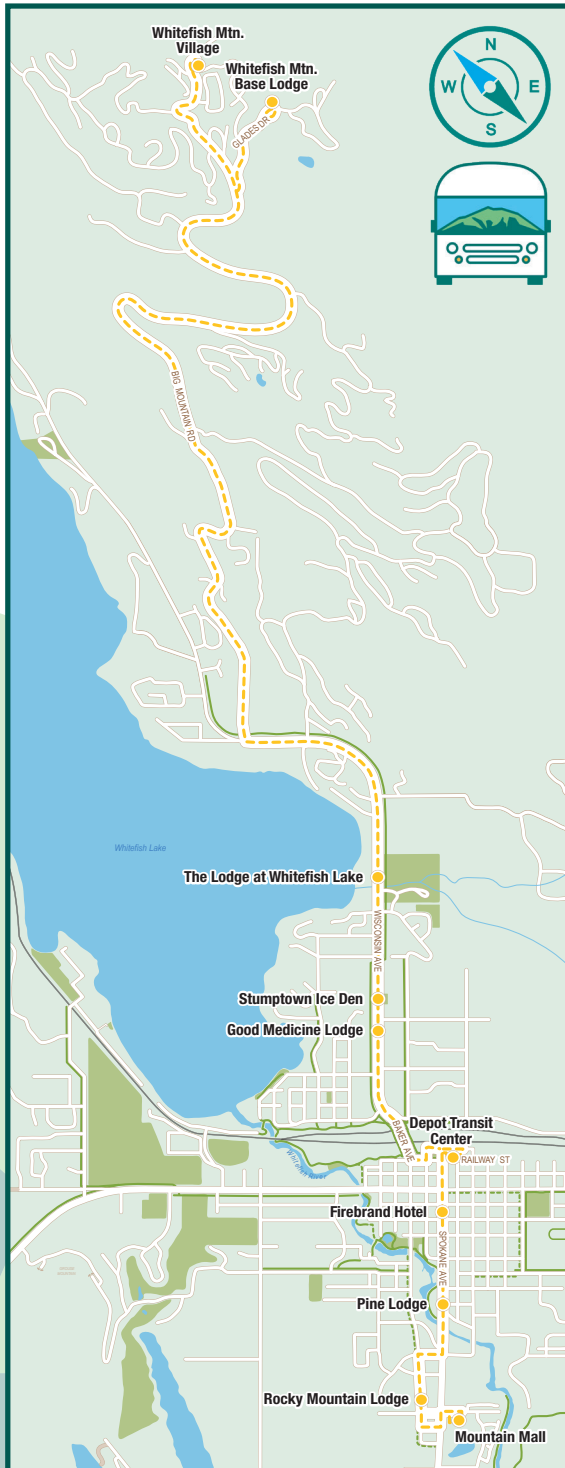 Whitefish Mtn.
Village
Whitefish Mtn.
Base Lodge
N
W
E
S
GLADES DR
BIG MOUNTAIN RD
Whitefish Lake
The Lodge at Whitefish Lake
WISCONSIN AVE
Stumptown Ice Den
Good Medicine Lodge
Depot Transit
Center
BAKER AVE
RAILWAY ST
Whitefish River
Firebrand Hotel
SPOKANE AVE
Pine Lodge
Rocky Mountain Lodge
Mountain Mall